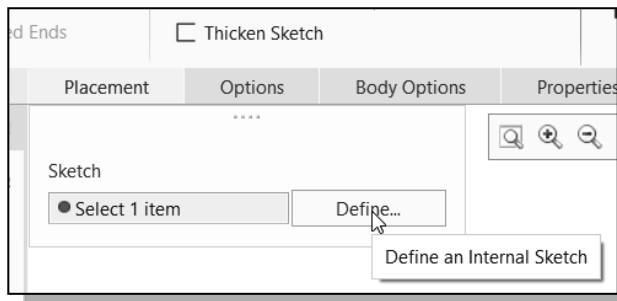 ed Ends
Thicken Sketch
Placement Options Body Options Properties
Sketch
Select 1 item Define...
Define an Internal Sketch